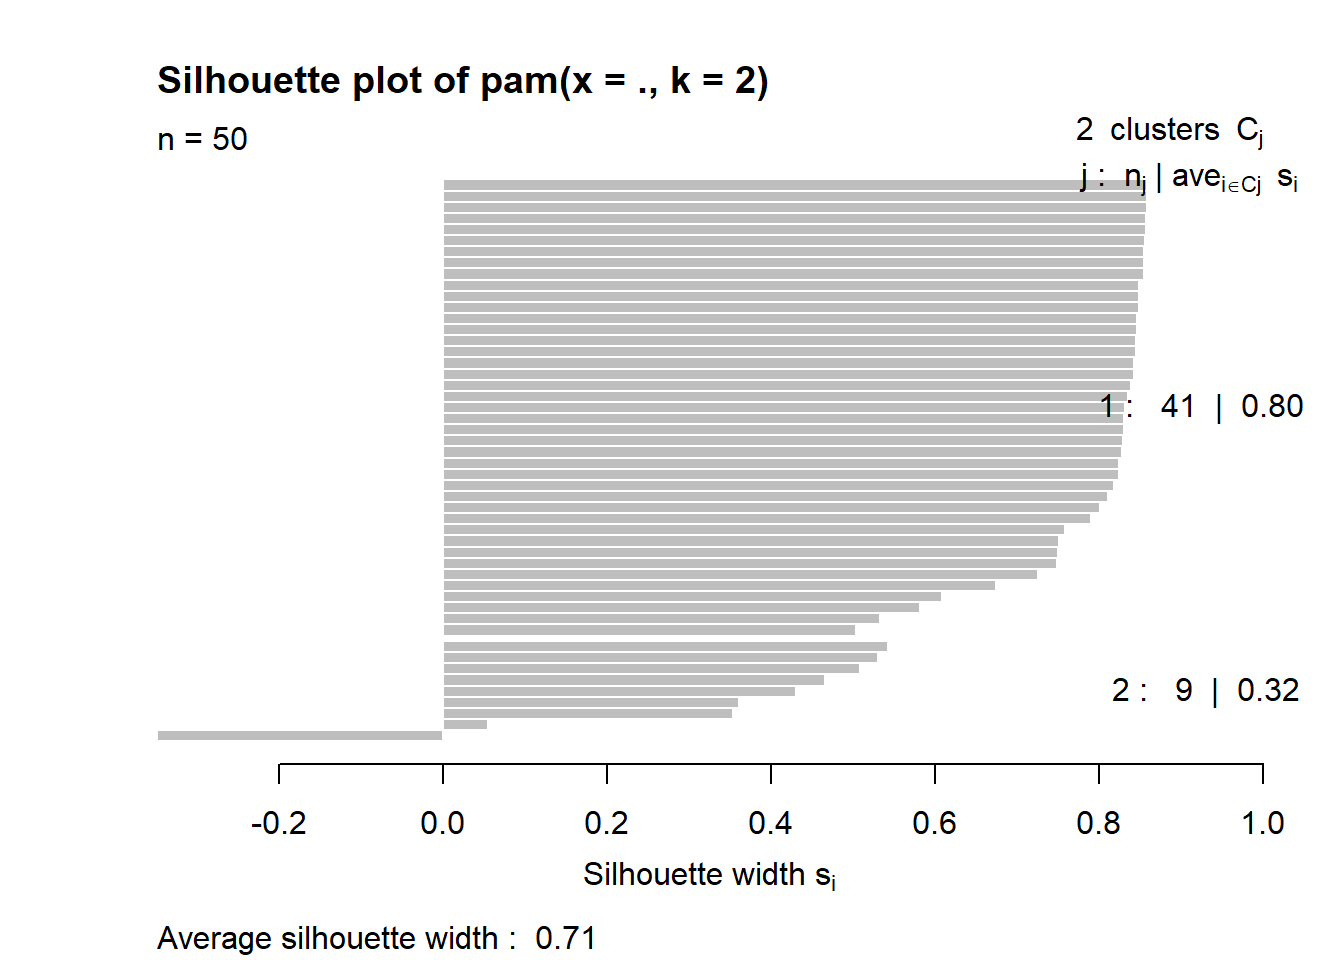 Silhouette plot of pam(x = ., k = 2)
n = 50
2 clusters Cj
j : nj | avei∈Cj si
1 : 41 | 0.80
2 : 9 | 0.32
-0.2 0.0 0.2 0.4 0.6 0.8 1.0
Silhouette width si
Average silhouette width : 0.71